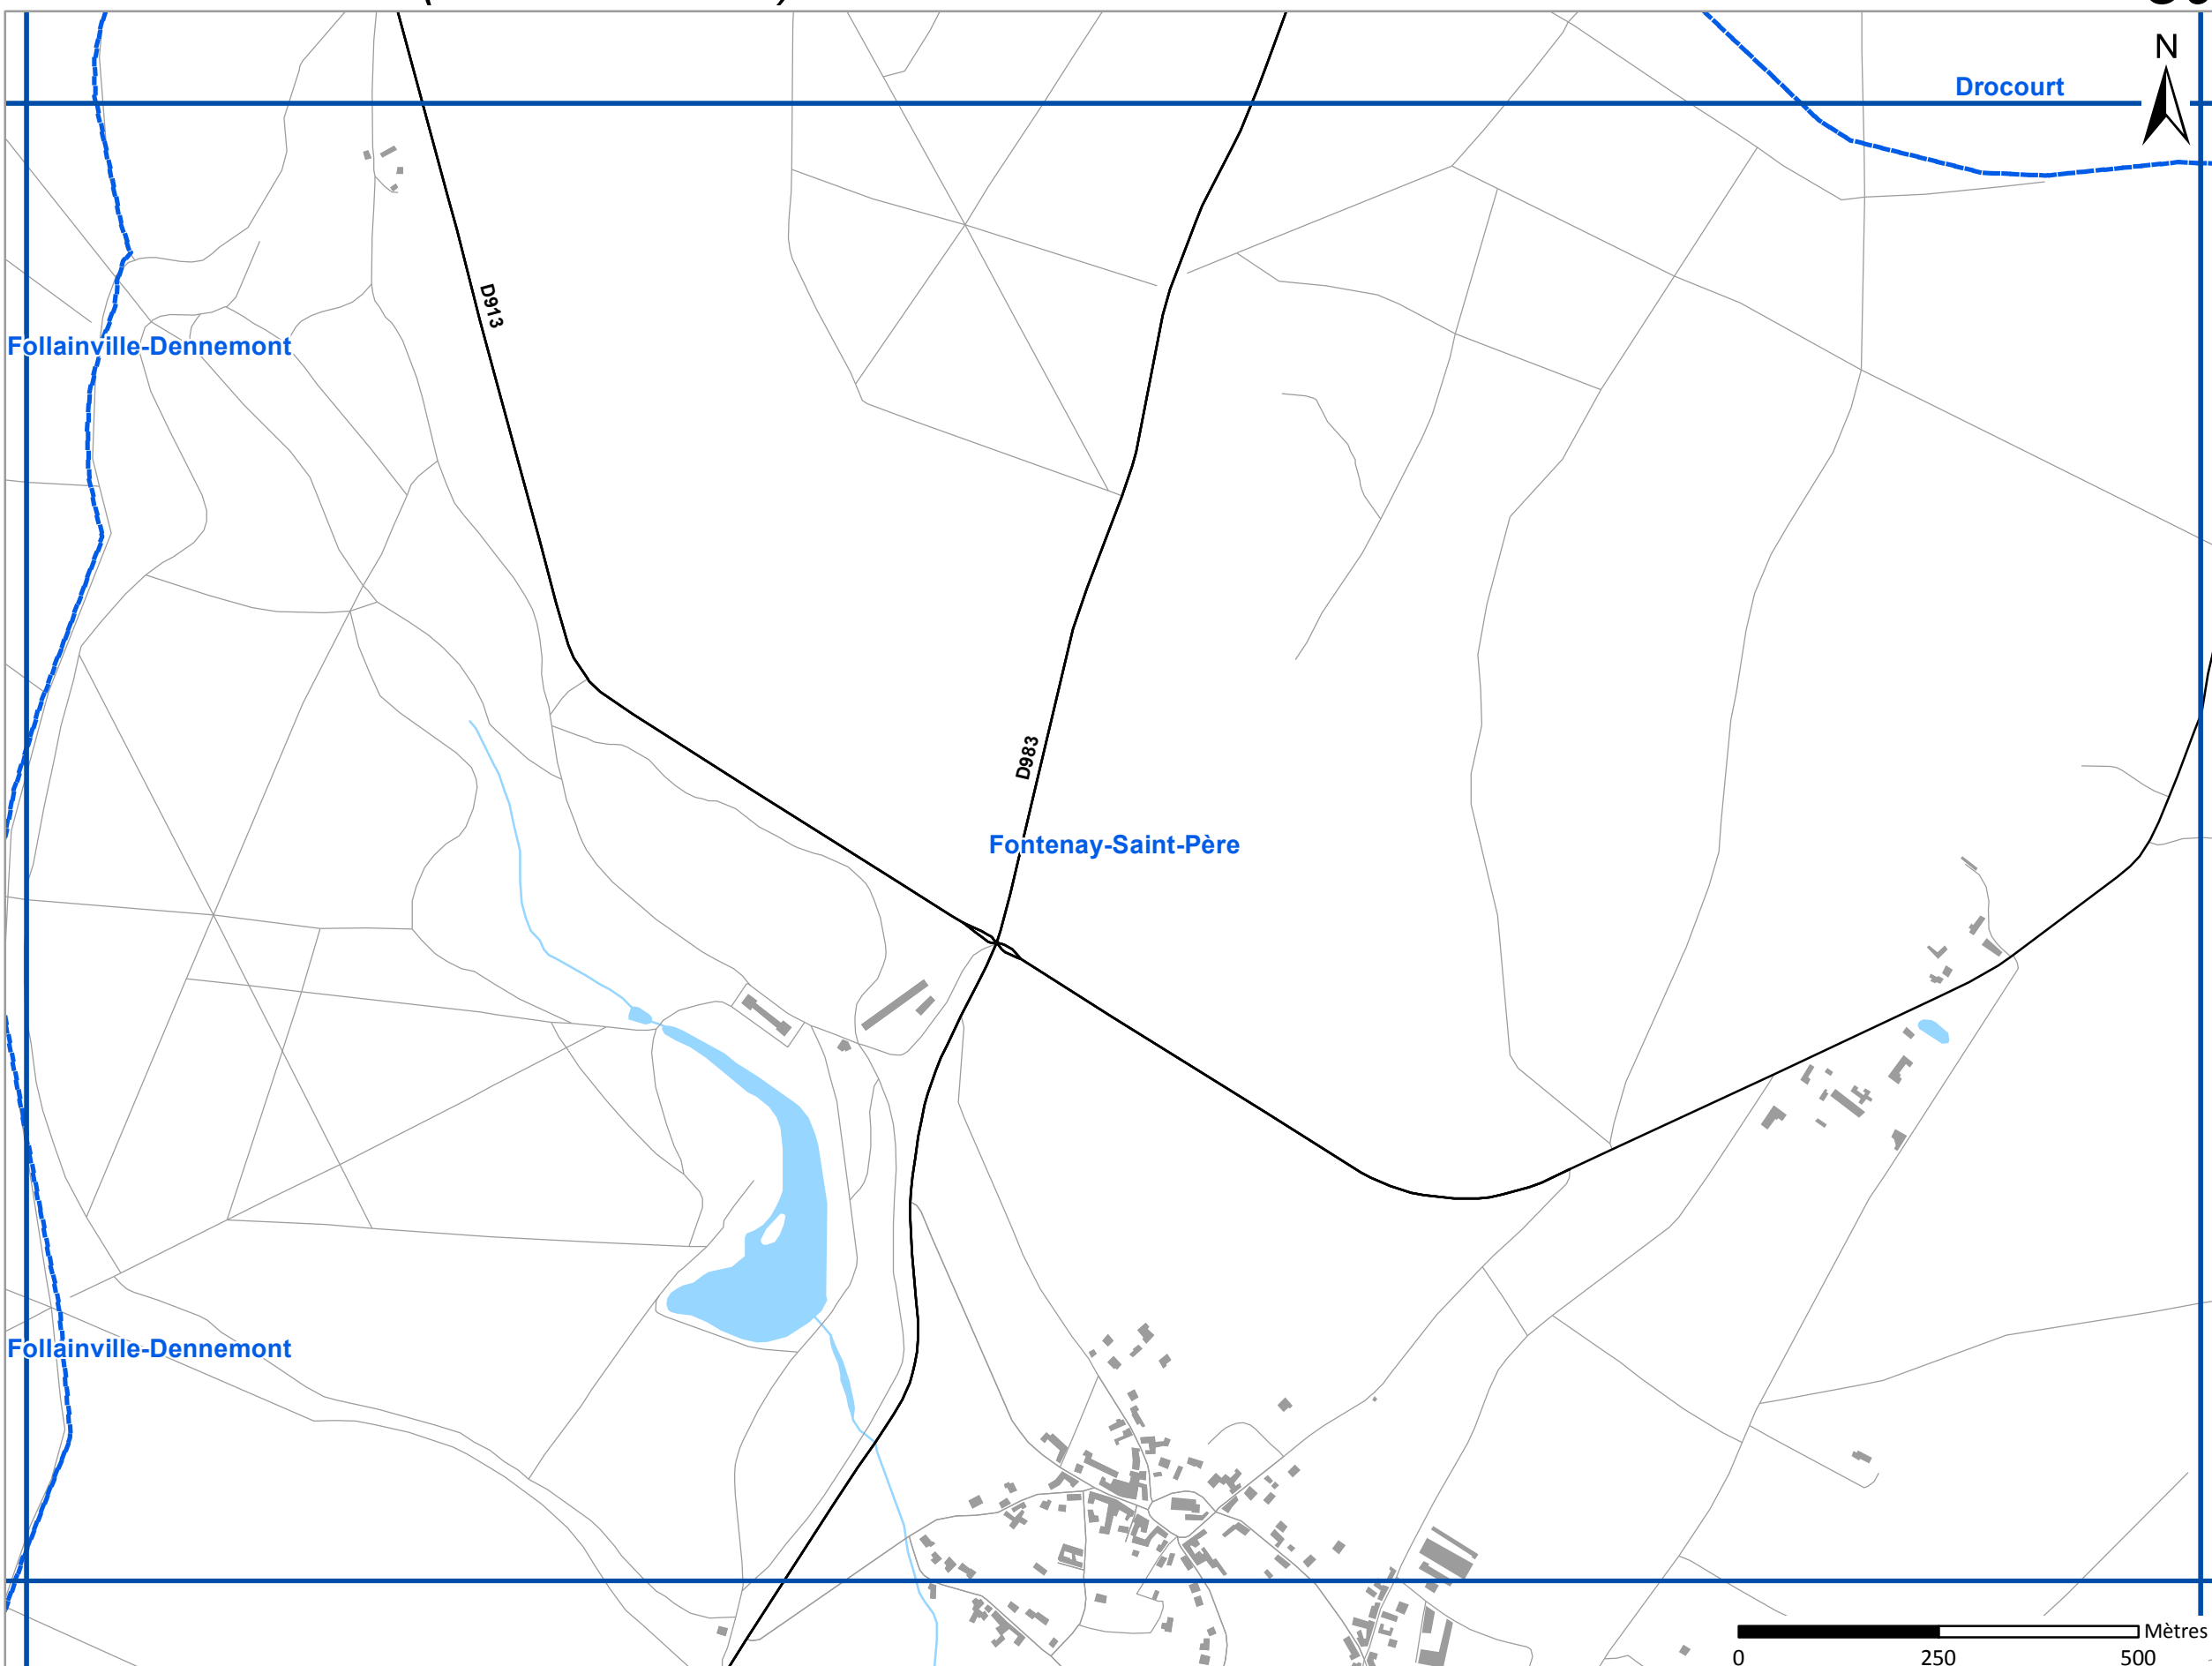 N
Drocourt
D913
Follainville-Dennemont
D983
Fontenay-Saint-Père
Follainville-Dennemont
Mètres
0 250 500